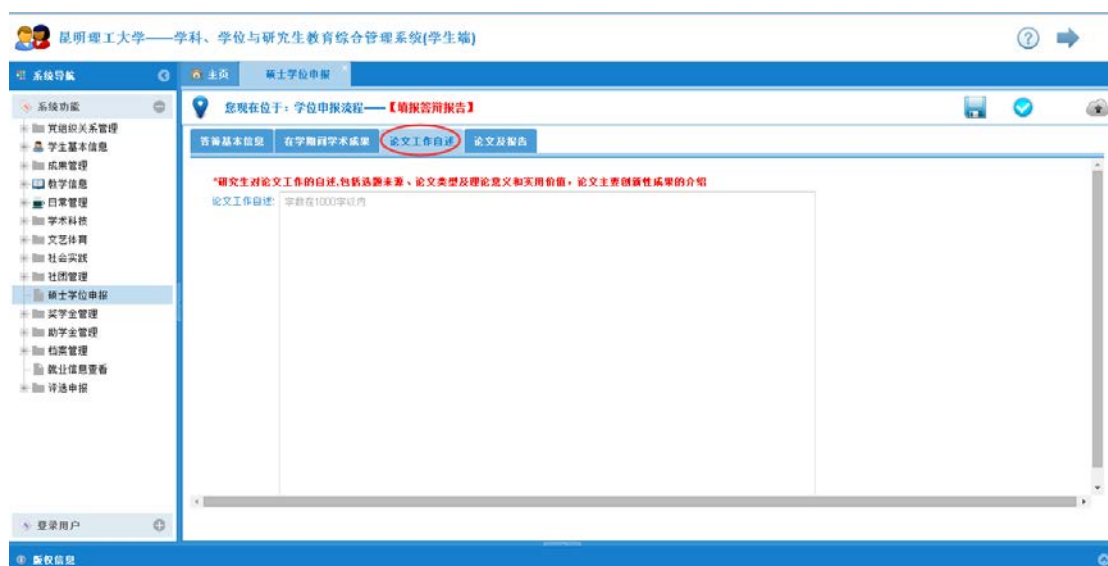 昆明理工大学——学科、学位与研究生教育综合管理系统(学生端)
系统导航
主页
硕士学位申报
系统功能
您现在位于：学位申报流程——【填报答辩报告】
党组织关系管理
学生基本信息
成果管理
教学信息
日常管理
学术科技
文艺体育
社会实践
社团管理
硕士学位申报
奖学金管理
助学金管理
档案管理
就业信息查看
评选申报
答辩基本信息
在学期间学术成果
论文工作自述
论文及报告
*研究生对论文工作的自述,包括选题来源、论文类型及理论意义和实用价值，论文主要创新性成果的介绍
论文工作自述:
字数在1000字以内
登录用户
版权信息